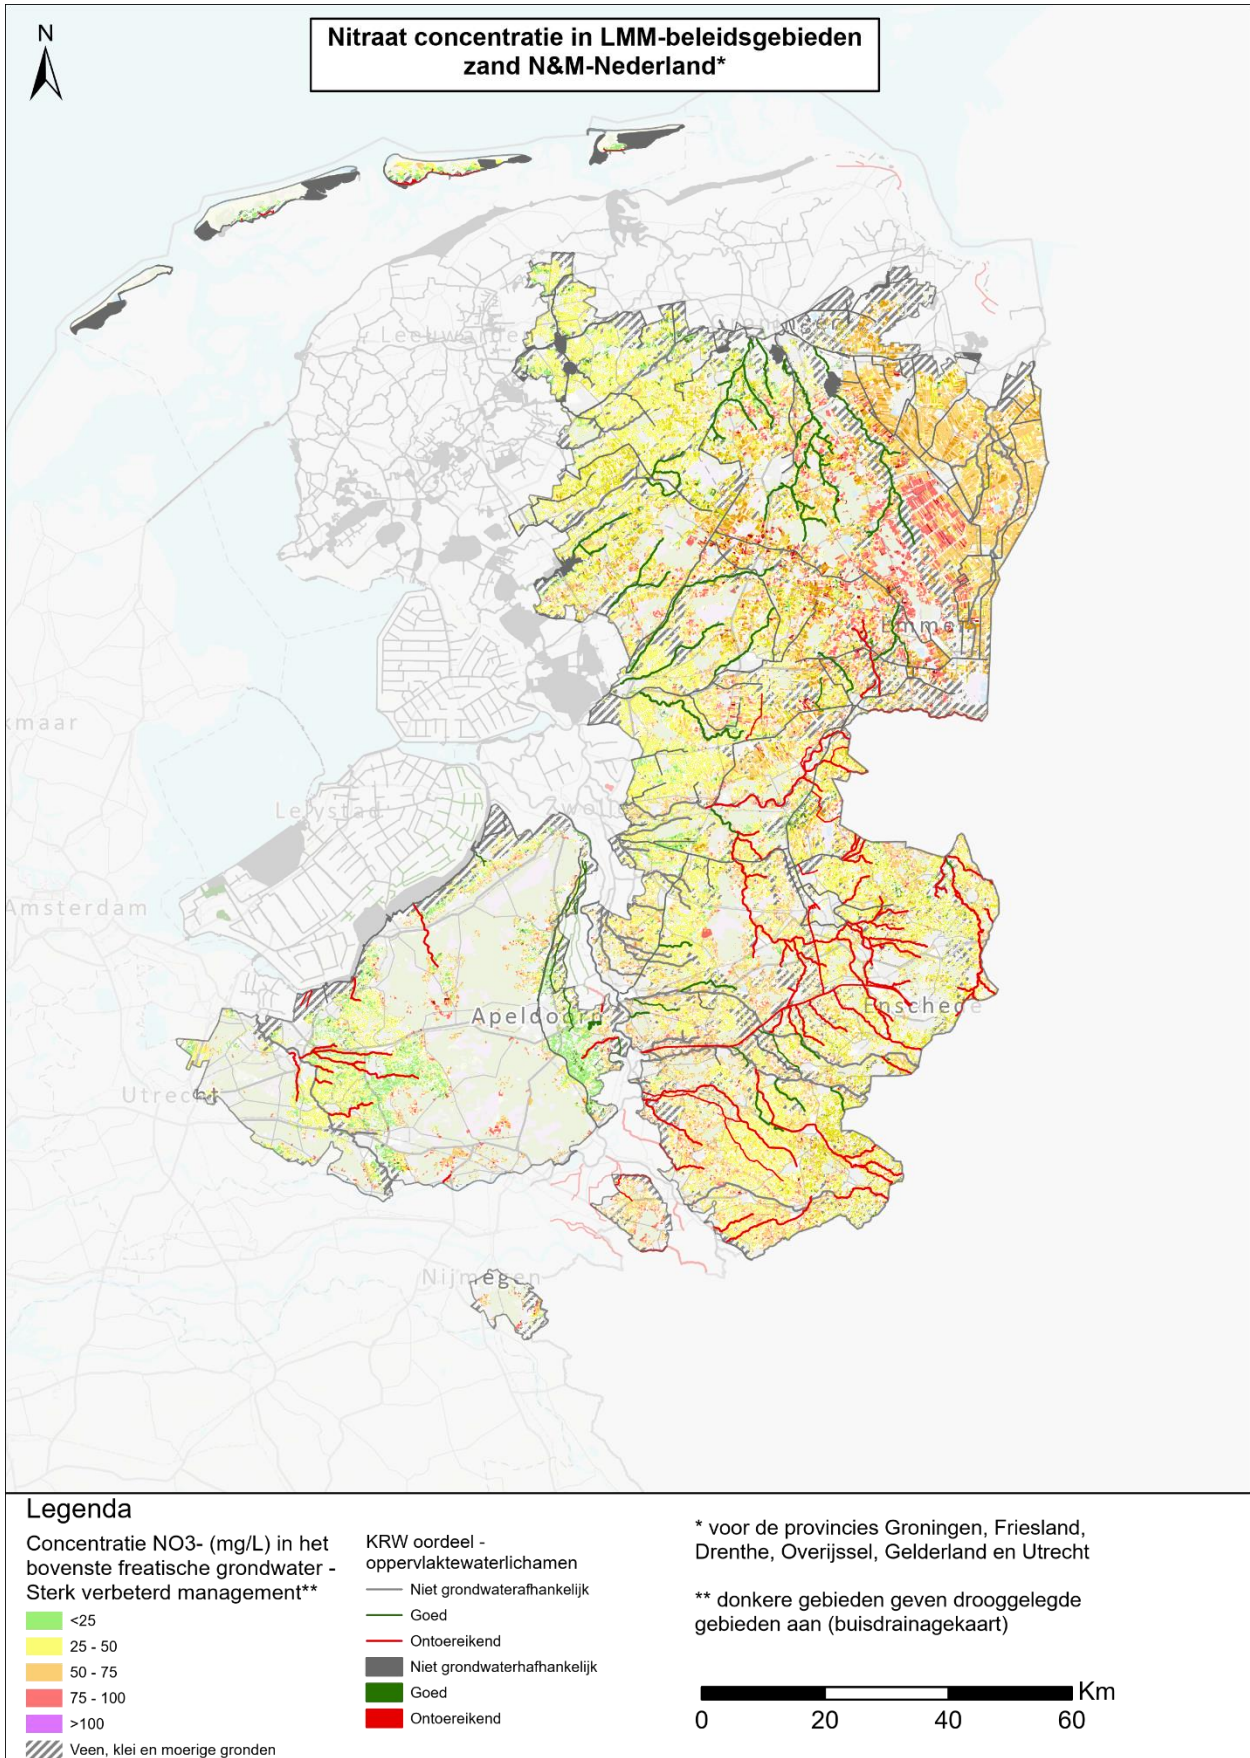 Nitraat concentratie in LMM-beleidsgebieden
zand N&M-Nederland*
N
Leeuwarden
Groningen
Emmen
kmaar
Lelystad
Zwolle
Amsterdam
Apeldoorn
Enschede
Utrecht
Nijmegen
Legenda
Concentratie NO3- (mg/L) in het
bovenste freatische grondwater -
Sterk verbeterd management**
<25
25 - 50
50 - 75
75 - 100
>100
Veen, klei en moerige gronden
KRW oordeel -
oppervlaktewaterlichamen
Niet grondwaterafhankelijk
Goed
Ontoereikend
Niet grondwaterhafhankelijk
Goed
Ontoereikend
* voor de provincies Groningen, Friesland,
Drenthe, Overijssel, Gelderland en Utrecht
** donkere gebieden geven drooggelegde
gebieden aan (buisdrainagekaart)
Km
0 20 40 60